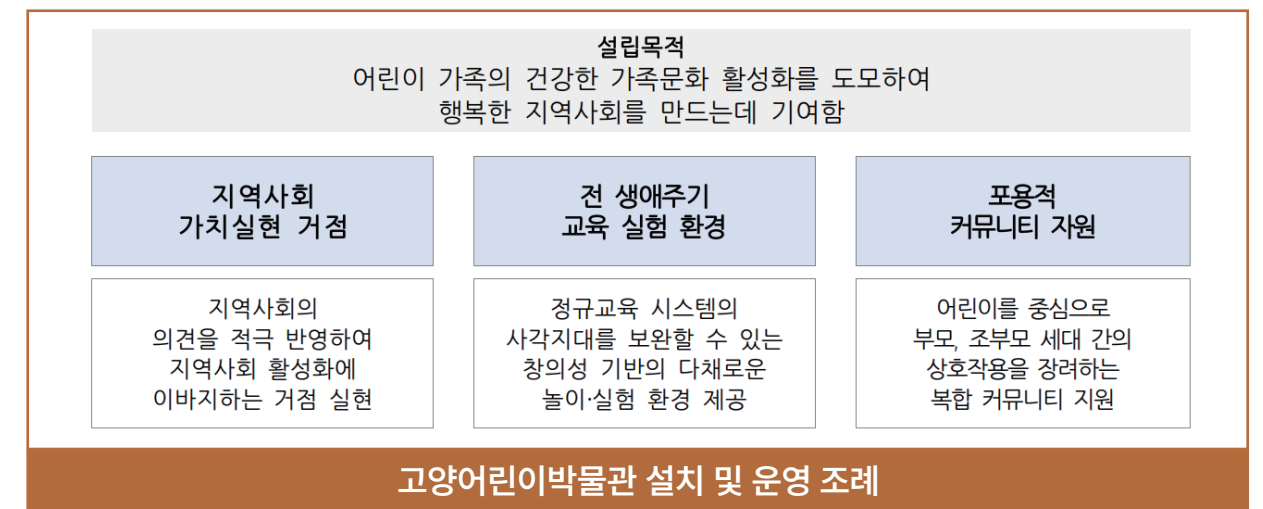 설립목적
어린이 가족의 건강한 가족문화 활성화를 도모하여
행복한 지역사회를 만드는데 기여함
지역사회
가치실현 거점
지역사회의
의견을 적극 반영하여
지역사회 활성화에
이바지하는 거점 실현
전 생애주기
교육 실험 환경
정규교육 시스템의
사각지대를 보완할 수 있는
창의성 기반의 다채로운
놀이·실험 환경 제공
포용적
커뮤니티 자원
어린이를 중심으로
부모, 조부모 세대 간의
상호작용을 장려하는
복합 커뮤니티 지원
고양어린이박물관 설치 및 운영 조례